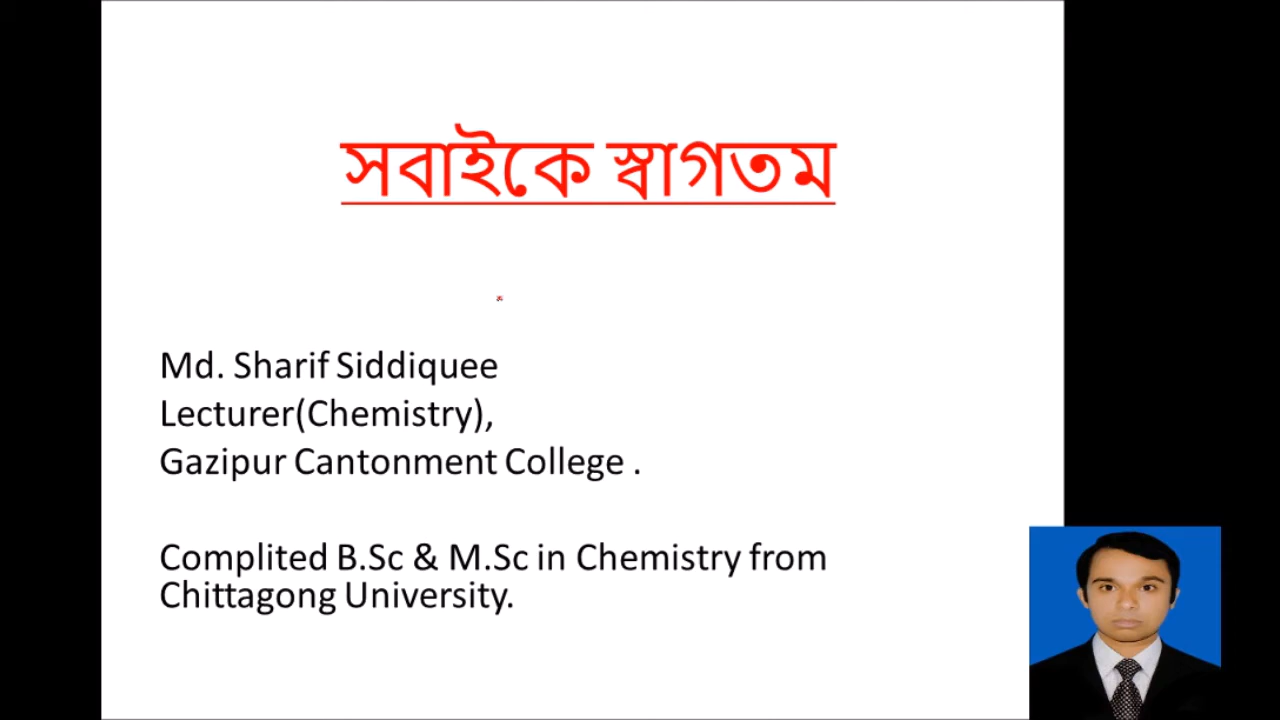 সবাইকে স্বাগতম
Md. Sharif Siddiquee
Lecturer(Chemistry),
Gazipur Cantonment College .
Complited B.Sc & M.Sc in Chemistry from
Chittagong University.